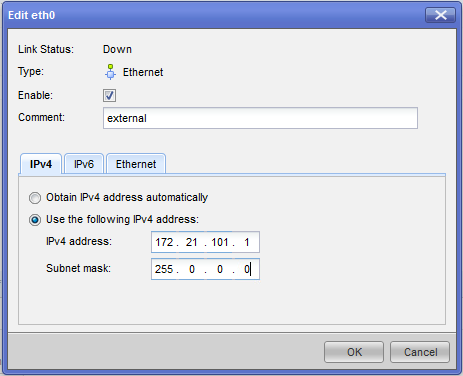 Edit eth0
Link Status: Down
Type: Ethernet
Enable:
Comment: external
IPv4 IPv6 Ethernet
Obtain IPv4 address automatically
Use the following IPv4 address:
IPv4 address: 172 . 21 . 101 . 1
Subnet mask: 255 . 0 . 0 . 0
OK Cancel